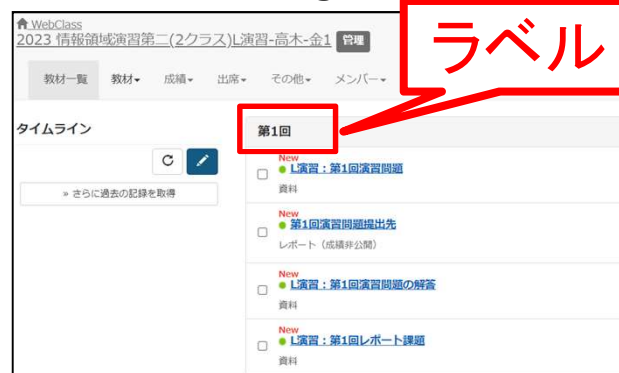 WebClass
2023 情報領域演習第二(2クラス)L演習-高木-金1 管理
ラベル
教材一覧 教材 成績 出席 その他 メンバー
タイムライン
» さらに過去の記録を取得
第1回
New
L演習：第1回演習問題
資料
New
第1回演習問題提出先
レポート（成績非公開）
New
L演習：第1回演習問題の解答
資料
New
L演習：第1回レポート課題
資料